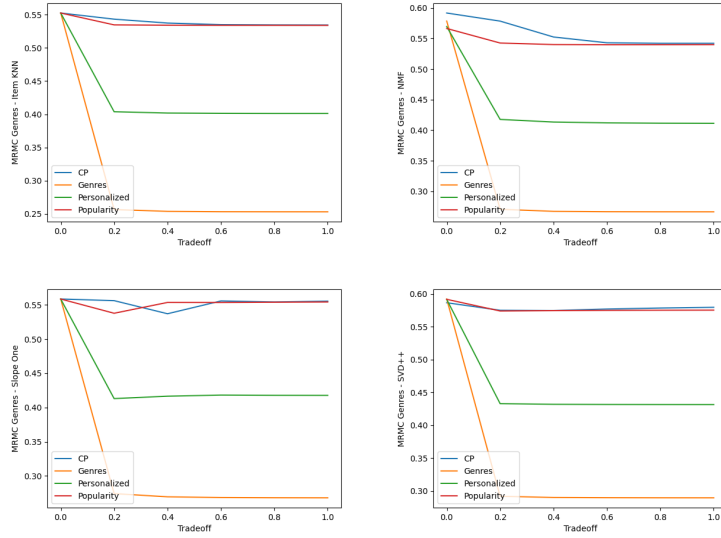 MRMC Genres - Item KNN
0.55
0.50
0.45
0.40
0.35
0.30
0.25
CP
Genres
Personalized
Popularity
0.0 0.2 0.4 0.6 0.8 1.0
Tradeoff
MRMC Genres - NMF
0.60
0.55
0.50
0.45
0.40
0.35
0.30
CP
Genres
Personalized
Popularity
0.0 0.2 0.4 0.6 0.8 1.0
Tradeoff
MRMC Genres - Slope One
0.55
0.50
0.45
0.40
0.35
0.30
CP
Genres
Personalized
Popularity
0.0 0.2 0.4 0.6 0.8 1.0
Tradeoff
MRMC Genres - SVD++
0.60
0.55
0.50
0.45
0.40
0.35
0.30
CP
Genres
Personalized
Popularity
0.0 0.2 0.4 0.6 0.8 1.0
Tradeoff